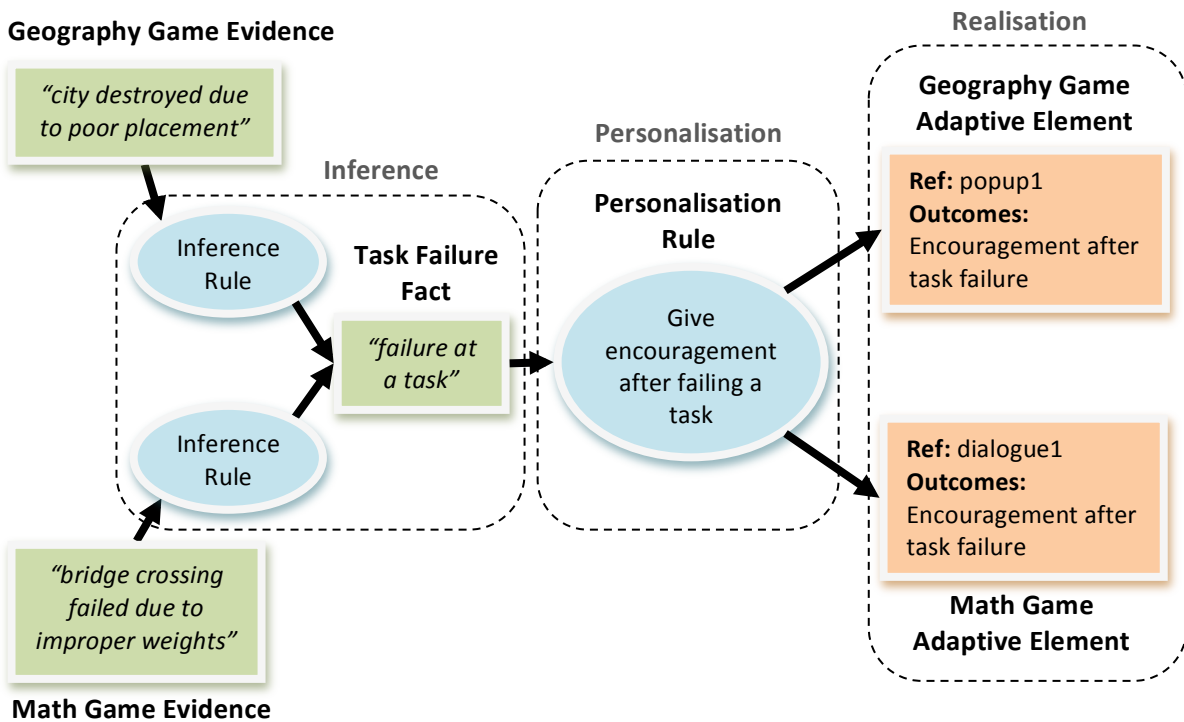 Geography Game Evidence
“city destroyed due
to poor placement”
Inference
Inference
Rule
Task Failure
Fact
“failure at
a task”
Inference
Rule
“bridge crossing
failed due to
improper weights”
Math Game Evidence
Personalisation
Personalisation
Rule
Give
encouragement
after failing a
task
Realisation
Geography Game
Adaptive Element
Ref: popup1
Outcomes:
Encouragement after
task failure
Ref: dialogue1
Outcomes:
Encouragement after
task failure
Math Game
Adaptive Element